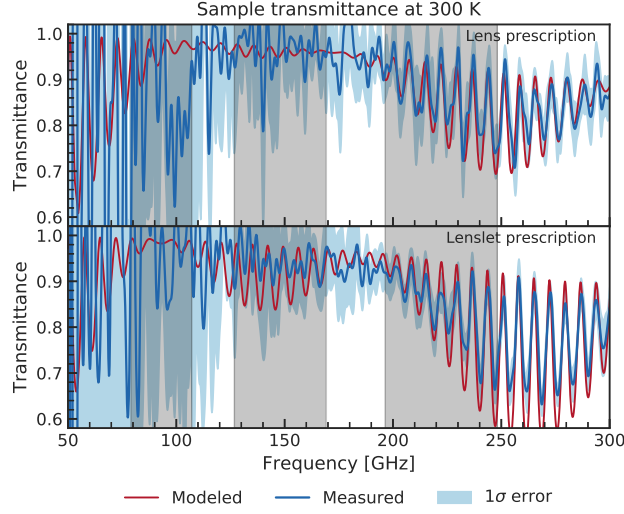 Sample transmittance at 300 K
Lens prescription
Transmittance
1.0
0.9
0.8
0.7
0.6
Lenslet prescription
Transmittance
1.0
0.9
0.8
0.7
0.6
50 100 150 200 250 300
Frequency [GHz]
Modeled Measured 1σ error